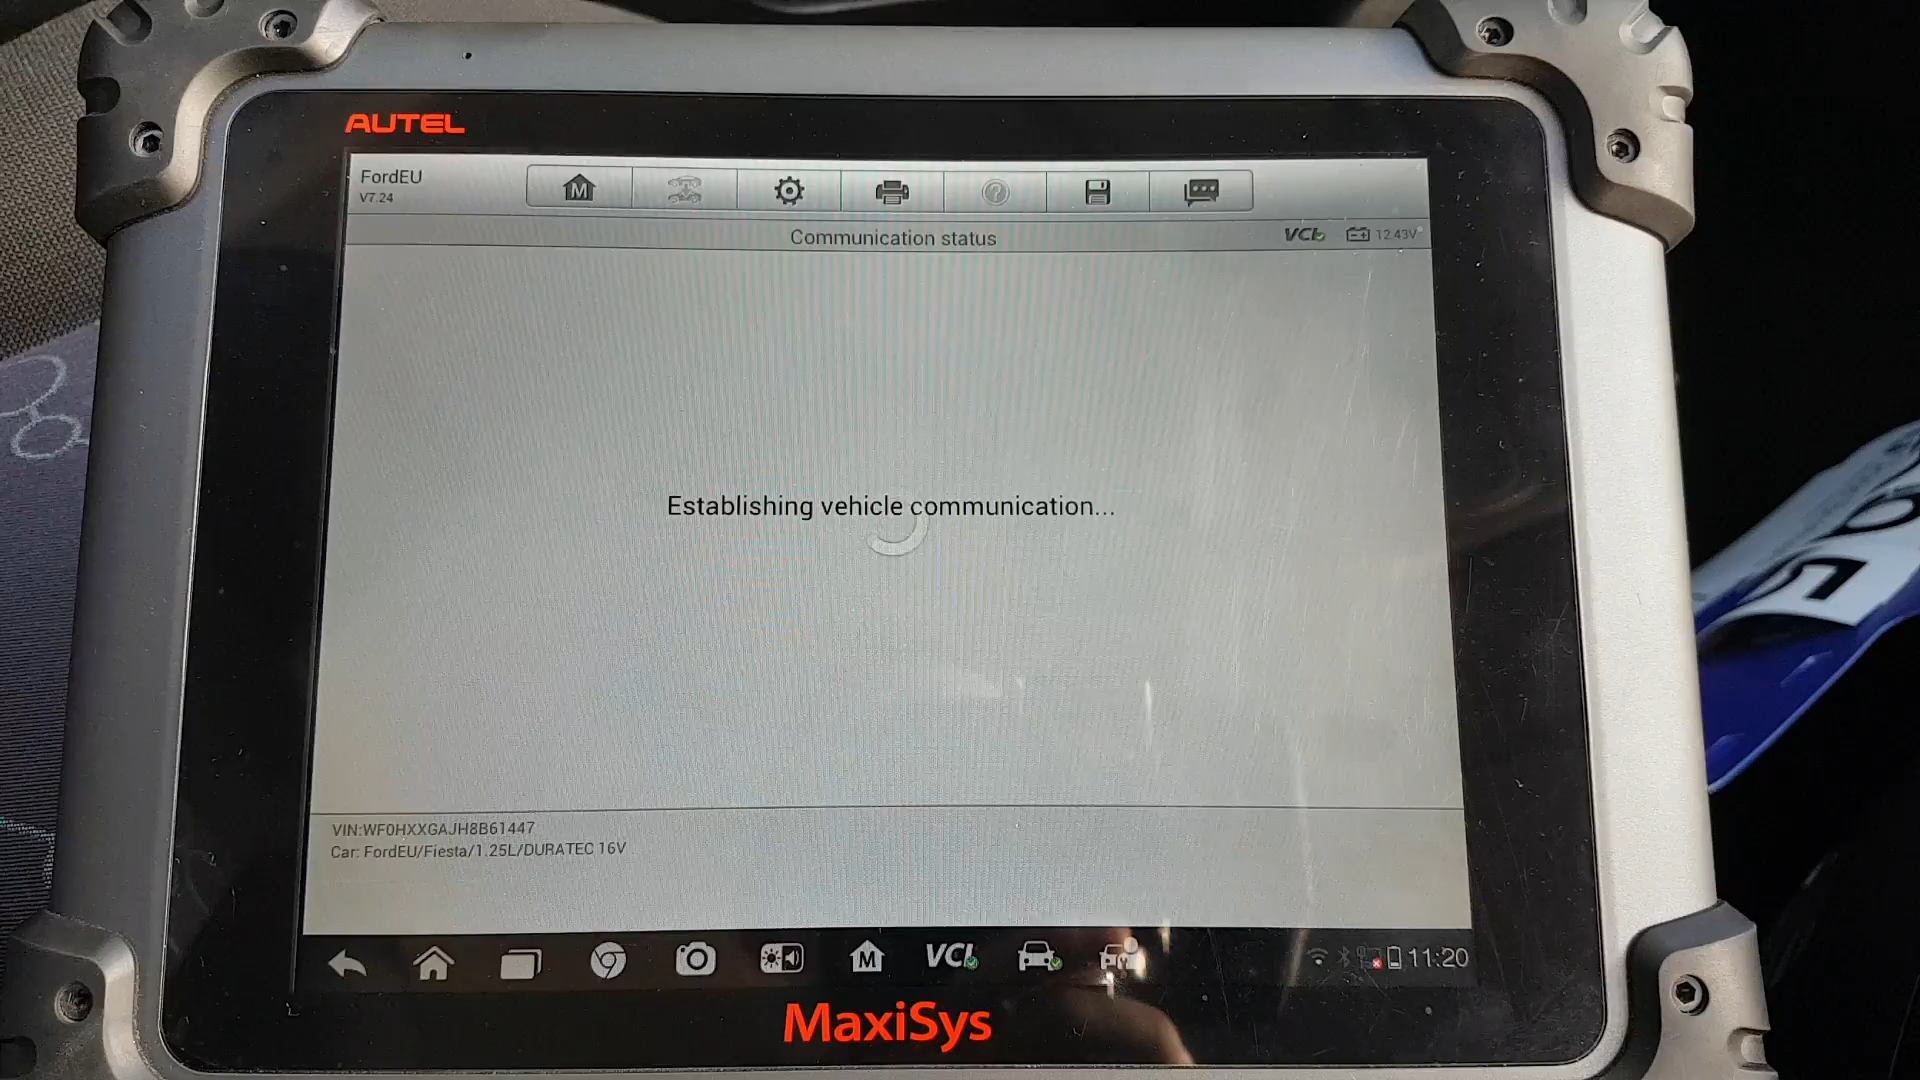 AUTEL
FordEU
V7.24
M
?
Communication status
VCI
12.43V
Establishing vehicle communication...
VIN:WF0HXXGAJH8B61447
Car: FordEU/Fiesta/1.25L/DURATEC 16V
M
VCI
11:20
MaxiSys